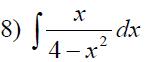 8) ∫ x / (4 − x²) dx